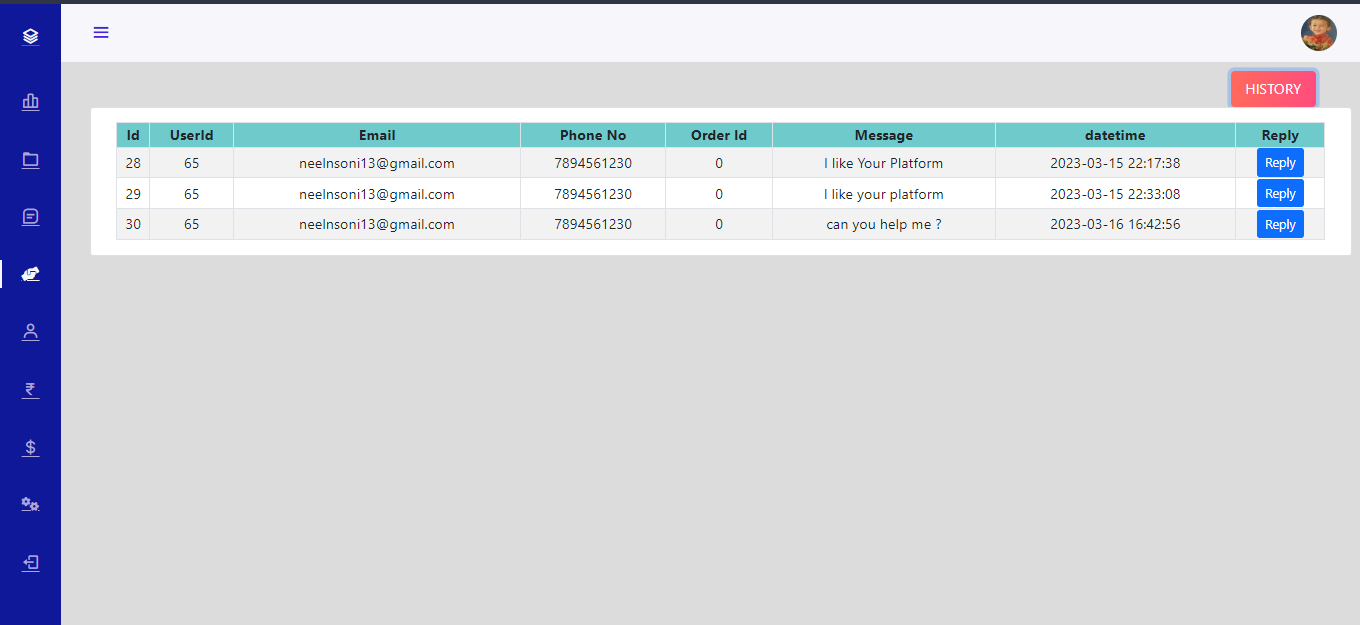 HISTORY
Id UserId Email Phone No Order Id Message datetime Reply
28 65 neelnsoni13@gmail.com 7894561230 0 I like Your Platform 2023-03-15 22:17:38 Reply
29 65 neelnsoni13@gmail.com 7894561230 0 I like your platform 2023-03-15 22:33:08 Reply
30 65 neelnsoni13@gmail.com 7894561230 0 can you help me ? 2023-03-16 16:42:56 Reply